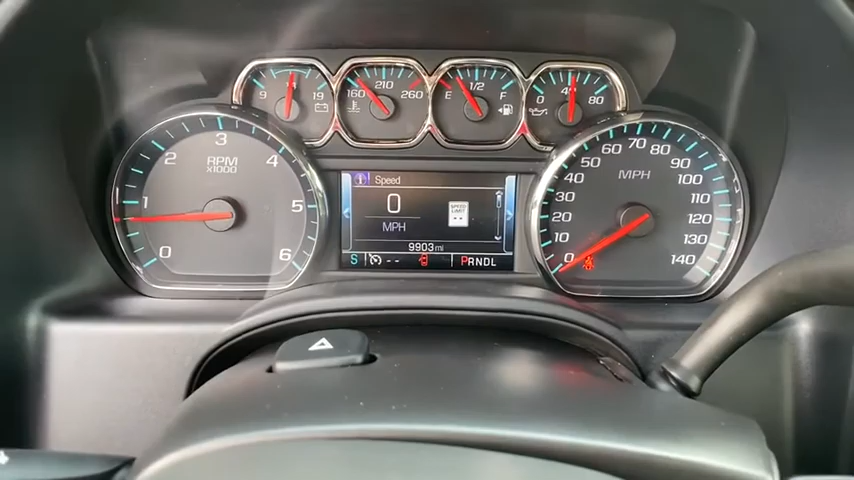 9 14 19
160 210 260
E 1/2 F
0 40 80
0 1 2 3 4 5 6
RPM
x1000
Speed
0
MPH
SPEED
LIMIT
--
9903mi
S -- PRNDL
MPH
0 10 20 30 40 50 60 70 80 90 100 110 120 130 140